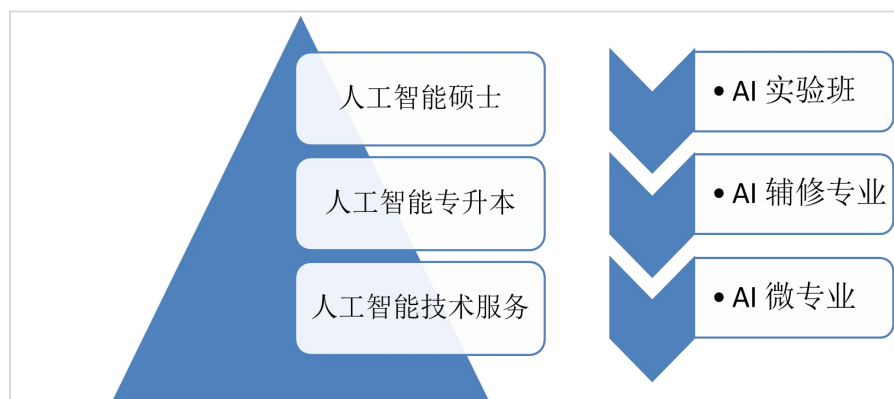 人工智能硕士
人工智能专升本
人工智能技术服务
• AI 实验班
• AI 辅修专业
• AI 微专业